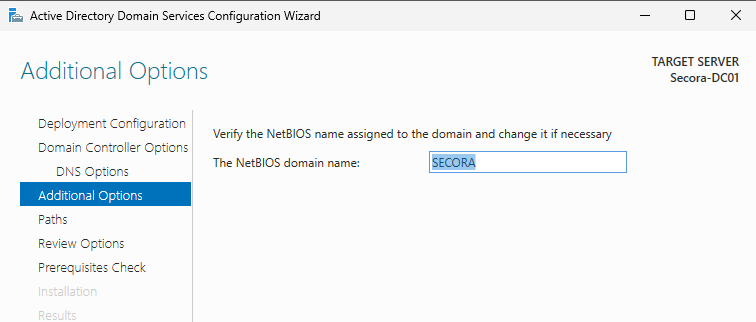 Active Directory Domain Services Configuration Wizard
Additional Options
TARGET SERVER
Secora-DC01
Deployment Configuration
Domain Controller Options
DNS Options
Additional Options
Paths
Review Options
Prerequisites Check
Installation
Results
Verify the NetBIOS name assigned to the domain and change it if necessary
The NetBIOS domain name: SECORA